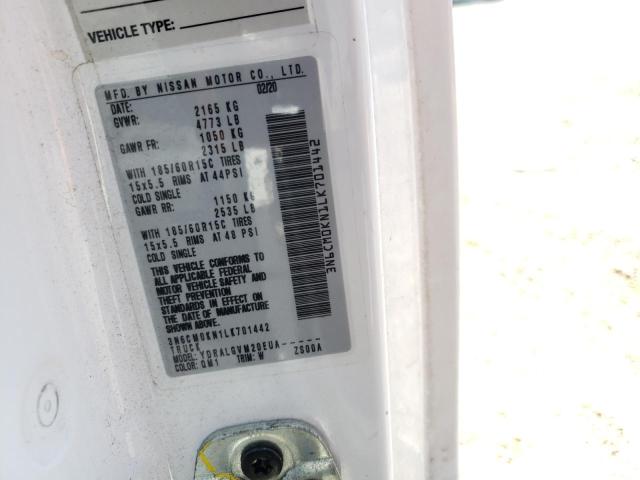 VEHICLE TYPE:
MFD. BY NISSAN MOTOR CO., LTD.
DATE: 02/20
GVWR: 2165 KG
4773 LB
GAWR FR: 1050 KG
2315 LB
WITH 185/60R15C TIRES
15x5.5 RIMS AT 44PSI
COLD SINGLE
GAWR RR: 1150 KG
2535 LB
WITH 185/60R15C TIRES
15x5.5 RIMS AT 48 PSI
COLD SINGLE
THIS VEHICLE CONFORMS TO
ALL APPLICABLE FEDERAL
MOTOR VEHICLE SAFETY AND
THEFT PREVENTION
STANDARDS IN EFFECT ON
THE DATE OF MANUFACTURE
SHOWN ABOVE.
3N6CM0KN1LK701442
TRUCK
MODEL: YDRALGVM20EUA-----
COLOR: QM1 TRIM: W ZS00A
3N6CM0KN1LK701442